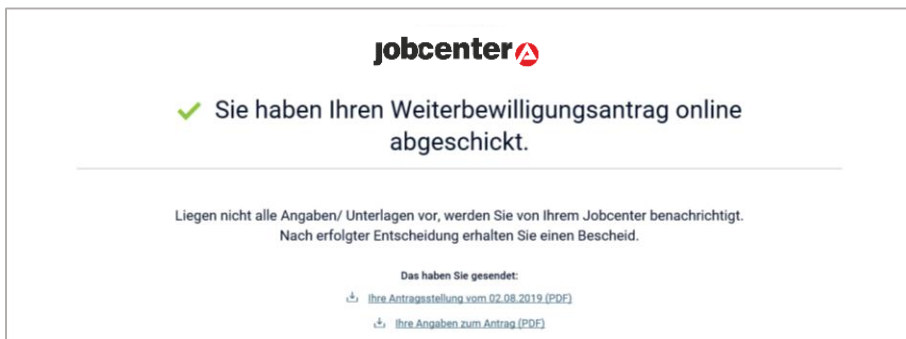 jobcenter
Sie haben Ihren Weiterbewilligungsantrag online
abgeschickt.
Liegen nicht alle Angaben/ Unterlagen vor, werden Sie von Ihrem Jobcenter benachrichtigt.
Nach erfolgter Entscheidung erhalten Sie einen Bescheid.
Das haben Sie gesendet:
Ihre Antragsstellung vom 02.08.2019 (PDF)
Ihre Angaben zum Antrag (PDF)